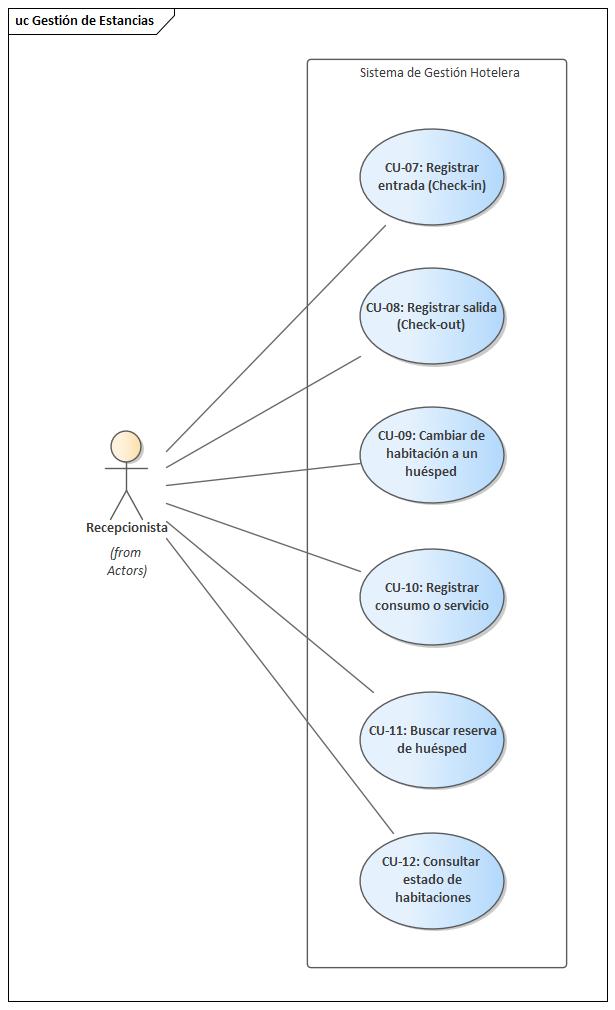 uc Gestión de Estancias
Sistema de Gestión Hotelera
CU-07: Registrar
entrada (Check-in)
CU-08: Registrar salida
(Check-out)
CU-09: Cambiar de
habitación a un
huésped
Recepcionista
(from
Actors)
CU-10: Registrar
consumo o servicio
CU-11: Buscar reserva
de huésped
CU-12: Consultar
estado de
habitaciones